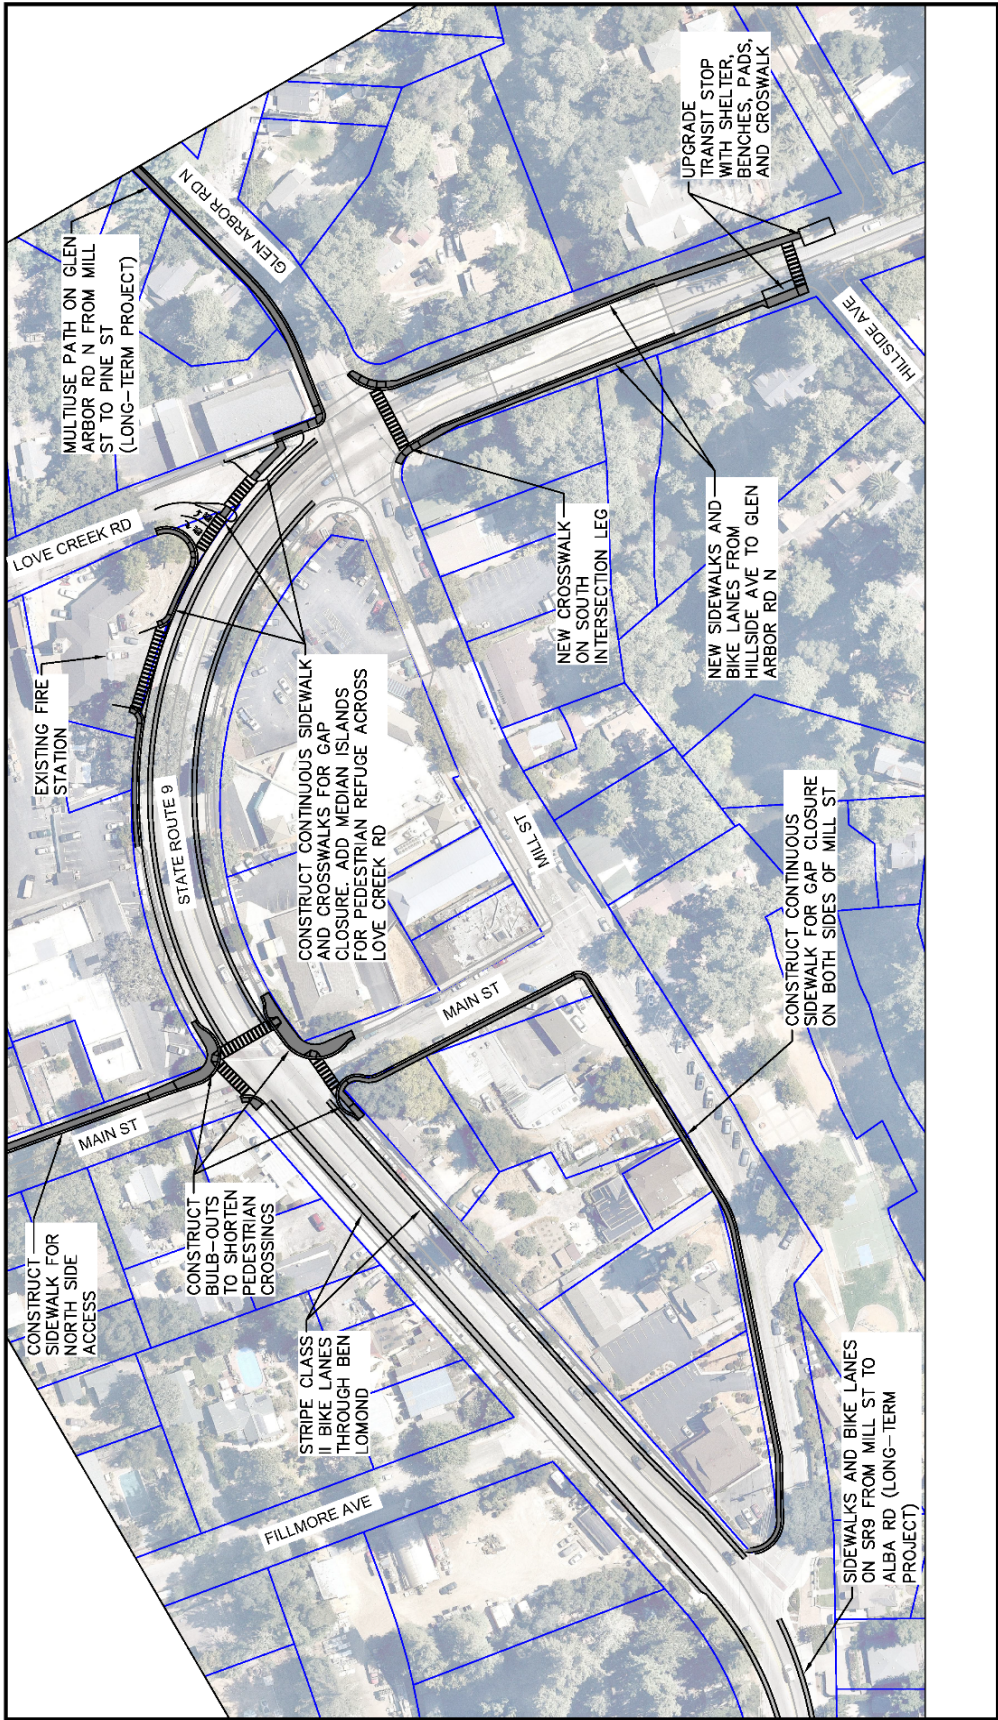 MULTIUSE PATH ON GLEN
ARBOR RD N FROM MILL
ST TO PINE ST
(LONG-TERM PROJECT)
GLEN ARBOR RD N
UPGRADE
TRANSIT STOP
WITH SHELTER,
BENCHES, PADS,
AND CROSWALK
HILLSIDE AVE
LOVE CREEK RD
EXISTING FIRE
STATION
STATE ROUTE 9
CONSTRUCT CONTINUOUS SIDEWALK
AND CROSSWALKS FOR GAP
CLOSURE. ADD MEDIAN ISLANDS
FOR PEDESTRIAN REFUGE ACROSS
LOVE CREEK RD
NEW CROSSWALK
ON SOUTH
INTERSECTION LEG
NEW SIDEWALKS AND
BIKE LANES FROM
HILLSIDE AVE TO GLEN
ARBOR RD N
MILL ST
MAIN ST
CONSTRUCT CONTINUOUS
SIDEWALK FOR GAP CLOSURE
ON BOTH SIDES OF MILL ST
MAIN ST
CONSTRUCT
SIDEWALK FOR
NORTH SIDE
ACCESS
CONSTRUCT
BULB-OUTS
TO SHORTEN
PEDESTRIAN
CROSSINGS
STRIPE CLASS
II BIKE LANES
THROUGH BEN
LOMOND
FILLMORE AVE
SIDEWALKS AND BIKE LANES
ON SR9 FROM MILL ST TO
ALBA RD (LONG-TERM
PROJECT)